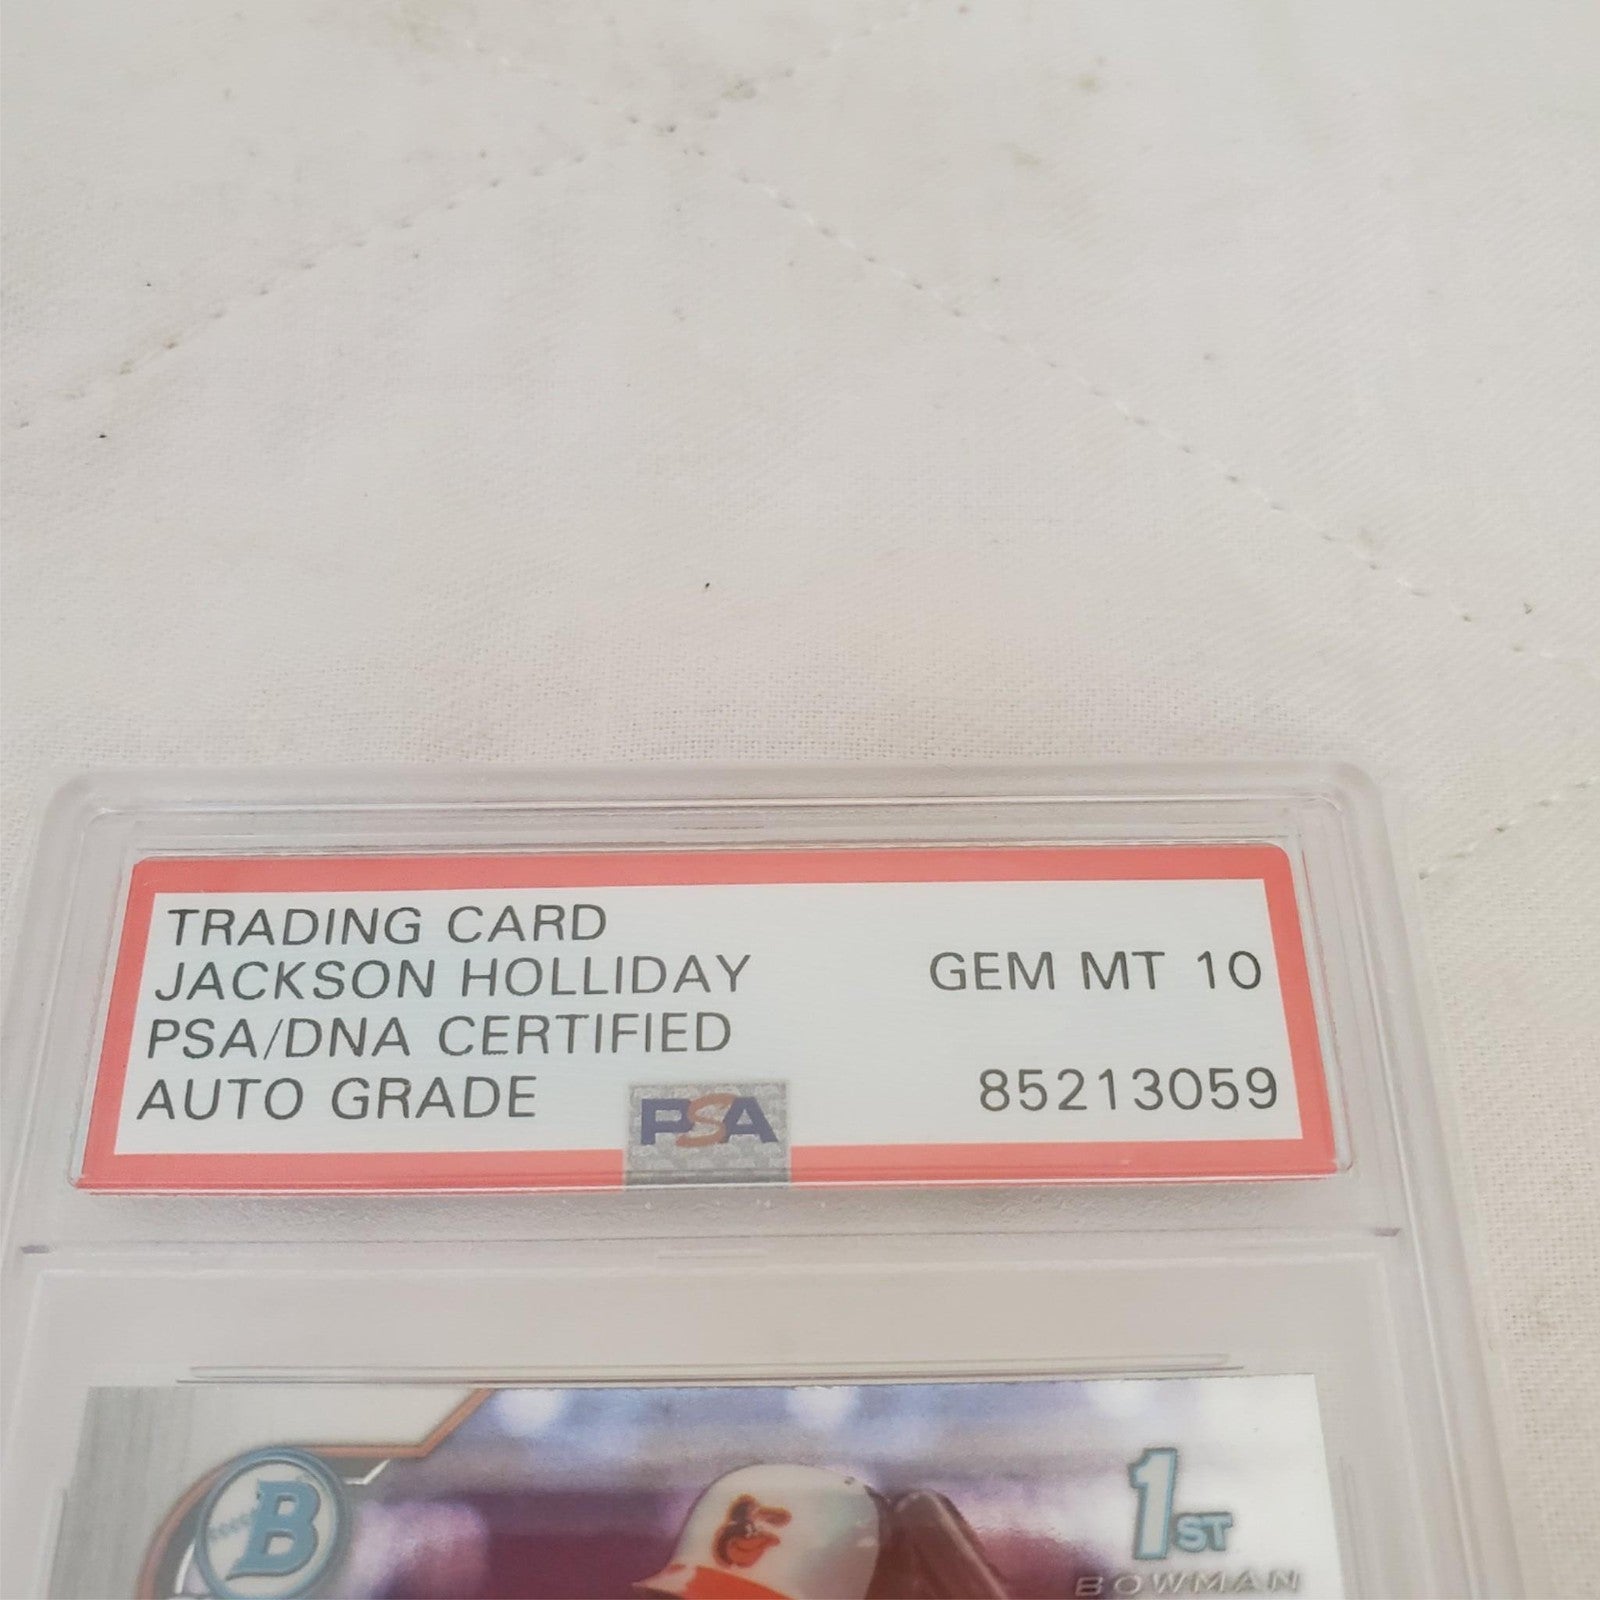 TRADING CARD
JACKSON HOLLIDAY
PSA/DNA CERTIFIED
AUTO GRADE
GEM MT 10
85213059
PSA
B
1ST
BOWMAN